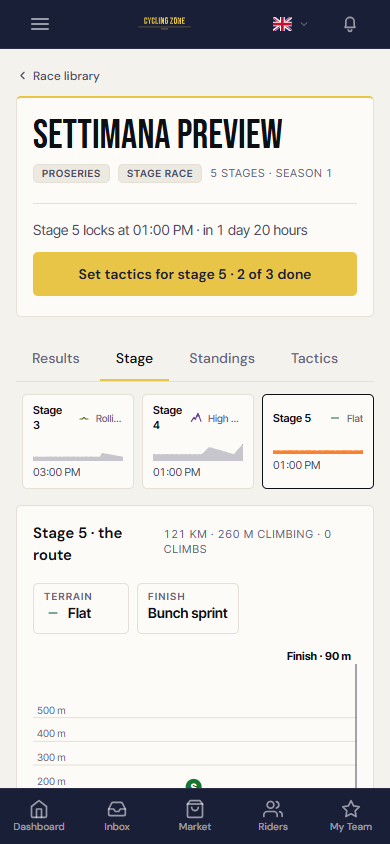 CYCLING ZONE
Race library
SETTIMANA PREVIEW
PROSERIES STAGE RACE 5 STAGES · SEASON 1
Stage 5 locks at 01:00 PM · in 1 day 20 hours
Set tactics for stage 5 · 2 of 3 done
Results Stage Standings Tactics
Stage 3 Rolli...
03:00 PM
Stage 4 High ...
01:00 PM
Stage 5 Flat
01:00 PM
Stage 5 · the route
121 KM · 260 M CLIMBING · 0 CLIMBS
TERRAIN
Flat
FINISH
Bunch sprint
Finish · 90 m
500 m
400 m
300 m
200 m
S
Dashboard Inbox Market Riders My Team